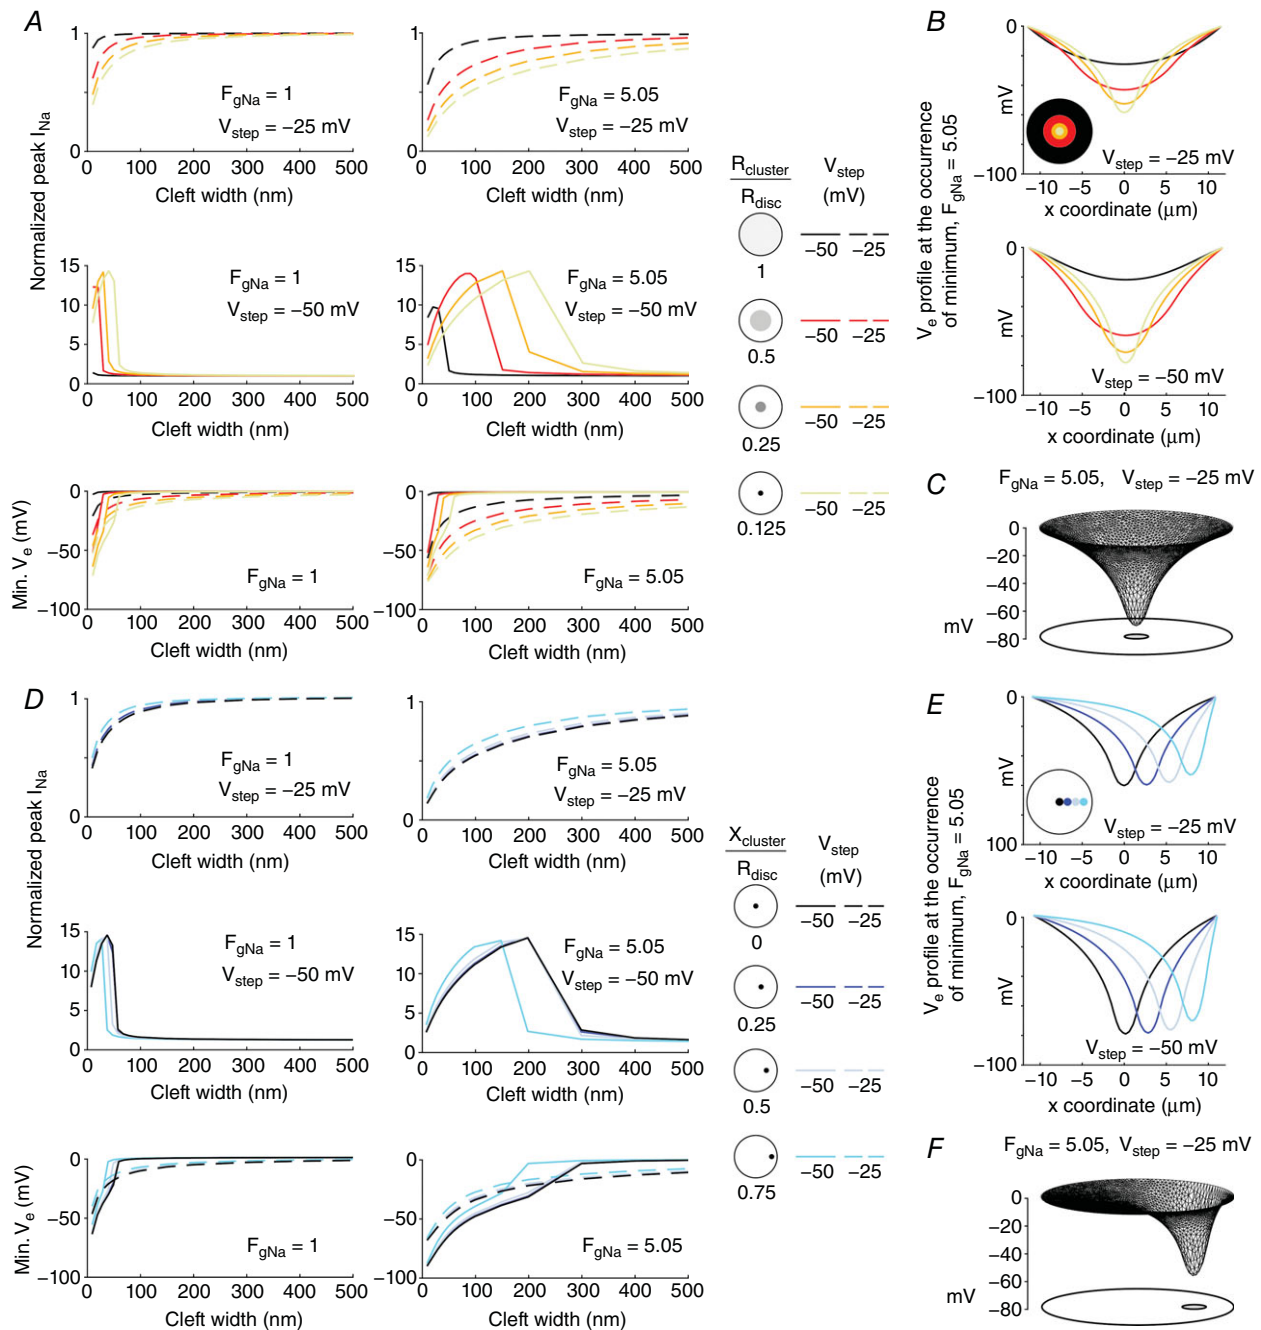 A
Normalized peak I_Na
1
0
F_gNa = 1
V_step = −25 mV
0 100 200 300 400 500
Cleft width (nm)
1
0
F_gNa = 5.05
V_step = −25 mV
0 100 200 300 400 500
Cleft width (nm)
15
10
5
0
F_gNa = 1
V_step = −50 mV
0 100 200 300 400 500
Cleft width (nm)
15
10
5
0
F_gNa = 5.05
V_step = −50 mV
0 100 200 300 400 500
Cleft width (nm)
Min. V_e (mV)
0
−50
−100
F_gNa = 1
0 100 200 300 400 500
Cleft width (nm)
0
−50
−100
F_gNa = 5.05
0 100 200 300 400 500
Cleft width (nm)
R_cluster
R_disc
V_step
(mV)
−50 −25
1
−50 −25
0.5
−50 −25
0.25
−50 −25
0.125
B
V_e profile at the occurrence
of minimum, F_gNa = 5.05
0
mV
−100
V_step = −25 mV
−10 −5 0 5 10
x coordinate (μm)
0
mV
−100
V_step = −50 mV
−10 −5 0 5 10
x coordinate (μm)
C
F_gNa = 5.05, V_step = −25 mV
0
−20
−40
−60
−80
mV
D
Normalized peak I_Na
1
0
F_gNa = 1
V_step = −25 mV
0 100 200 300 400 500
Cleft width (nm)
1
0
F_gNa = 5.05
V_step = −25 mV
0 100 200 300 400 500
Cleft width (nm)
15
10
5
0
F_gNa = 1
V_step = −50 mV
0 100 200 300 400 500
Cleft width (nm)
15
10
5
0
F_gNa = 5.05
V_step = −50 mV
0 100 200 300 400 500
Cleft width (nm)
Min. V_e (mV)
0
−50
−100
F_gNa = 1
0 100 200 300 400 500
Cleft width (nm)
0
−50
−100
F_gNa = 5.05
0 100 200 300 400 500
Cleft width (nm)
X_cluster
R_disc
V_step
(mV)
−50 −25
0
−50 −25
0.25
−50 −25
0.5
−50 −25
0.75
E
V_e profile at the occurrence
of minimum, F_gNa = 5.05
0
mV
100
V_step = −25 mV
−10 −5 0 5 10
x coordinate (μm)
0
mV
−100
V_step = −50 mV
−10 −5 0 5 10
x coordinate (μm)
F
F_gNa = 5.05, V_step = −25 mV
0
−20
−40
−60
−80
mV